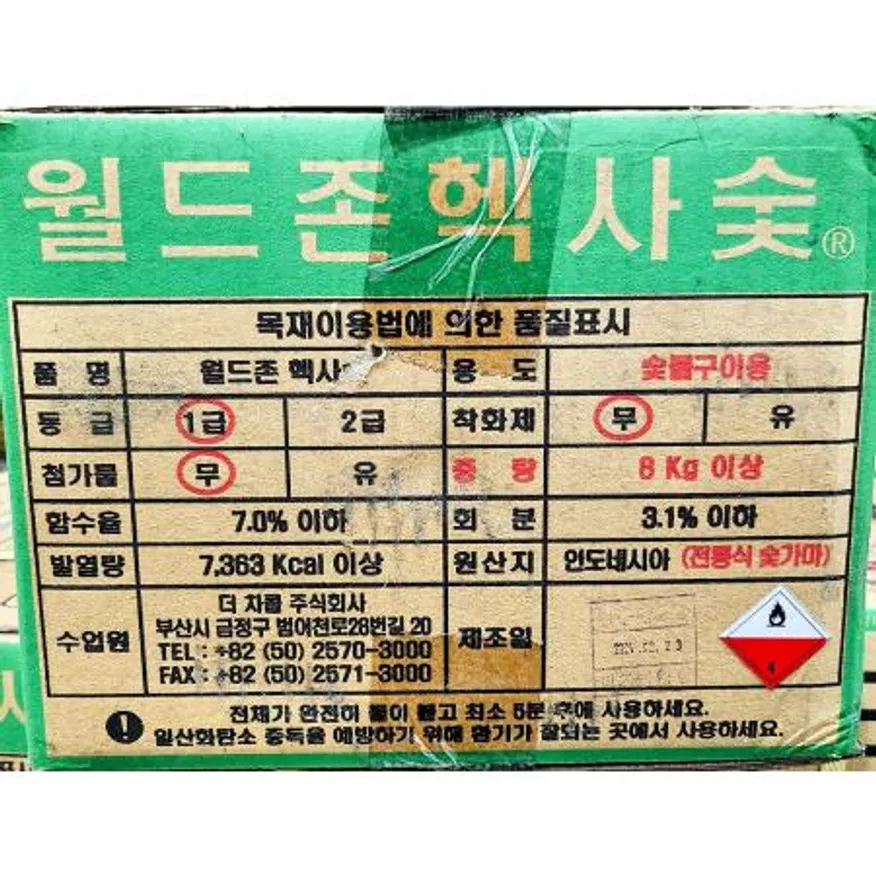 월드존헥사숯®
목재이용법에 의한 품질표시
품 명 월드존 헥사 용 도 숯불구이용
등 급 1급 2급 착화제 무 유
첨가물 무 유 중 량 8 Kg 이상
함수율 7.0% 이하 회 분 3.1% 이하
발열량 7,363 Kcal 이상 원산지 인도네시아 (전통식 숯가마)
수업원 더 차콜 주식회사 제조일
부산시 금정구 범어천로28번길 20
TEL : +82 (50) 2570-3000
FAX : +82 (50) 2571-3000
4
전체가 완전히 불이 붙고 최소 5분 후에 사용하세요.
일산화탄소 중독을 예방하기 위해 환기가 잘되는 곳에서 사용하세요.